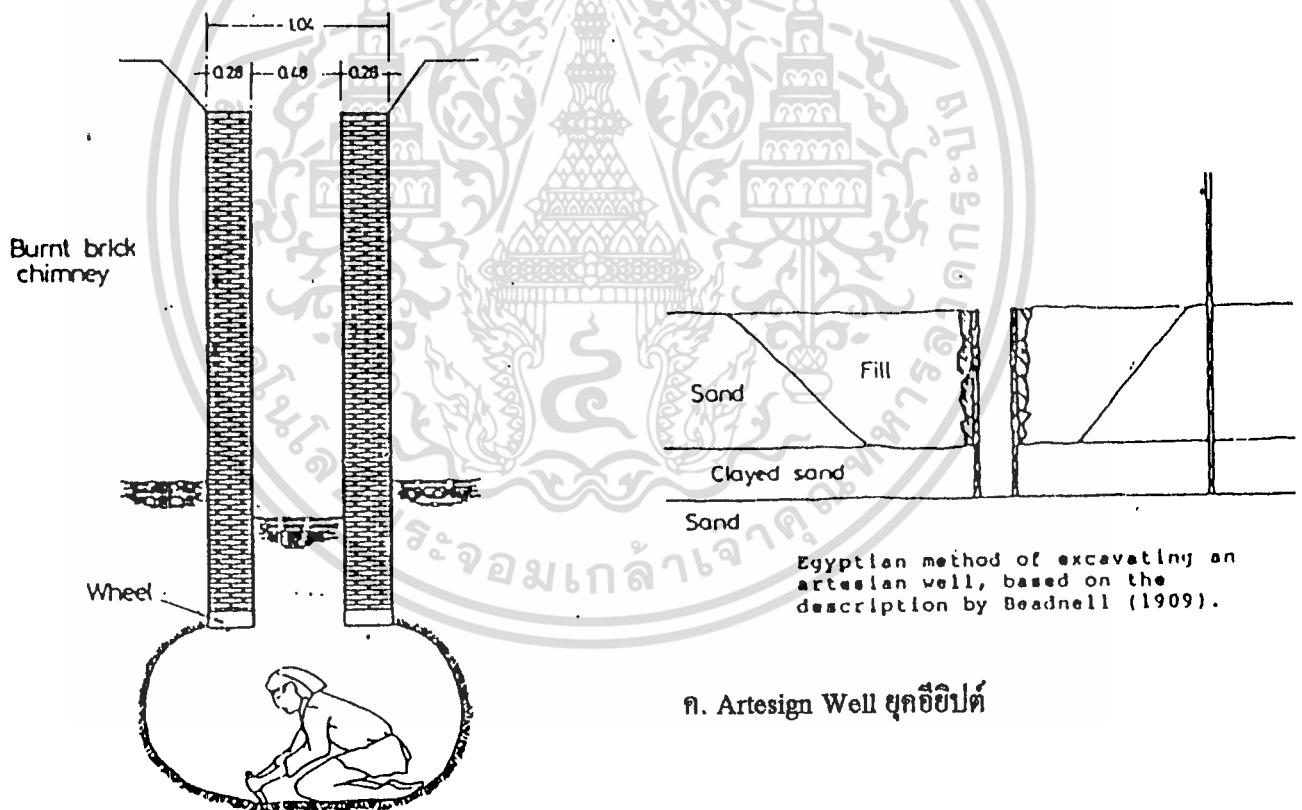 1.04
0.28 0.48 0.28
Burnt brick
chimney
Wheel
Sand
Fill
Clayed sand
Sand
Egyptian method of excavating an
artesian well, based on the
description by Beadnell (1909).
ค. Artesign Well ยุคอียิปต์